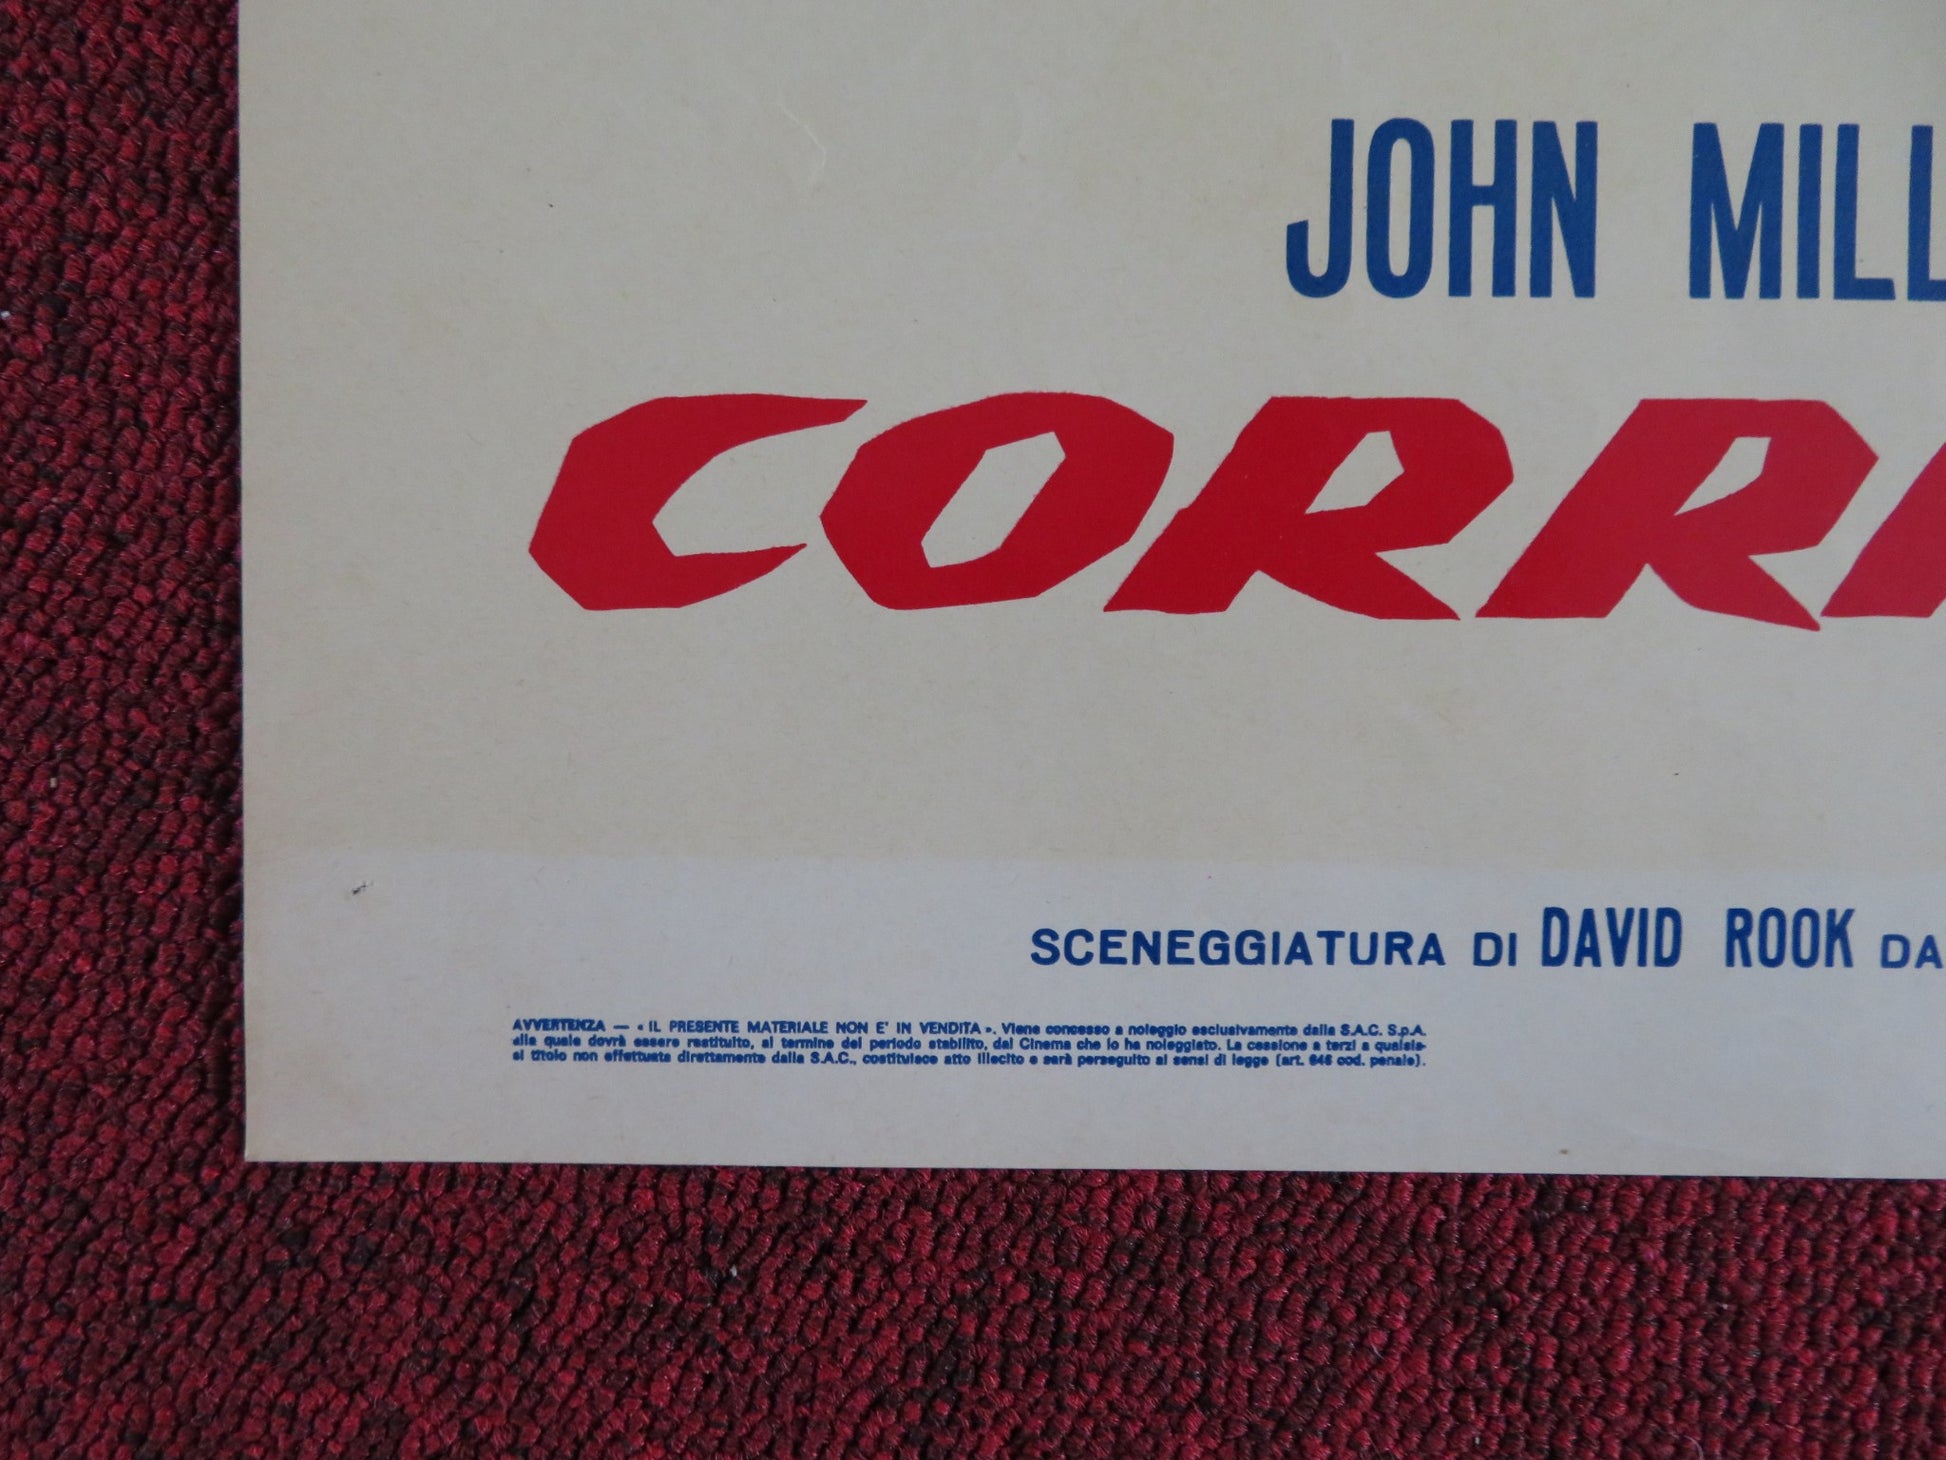 JOHN MILL
CORRI
SCENEGGIATURA DI DAVID ROOK DA
AVVERTENZA — « IL PRESENTE MATERIALE NON E' IN VENDITA ». Viene concesso a noleggio esclusivamente dalla S.A.C. S.p.A.
alla quale dovrà essere restituito, al termine del periodo stabilito, dal Cinema che lo ha noleggiato. La cessione a terzi a qualsia-
si titolo non effettuata direttamente dalla S.A.C., costituisce atto illecito e sarà perseguito ai sensi di legge (art. 646 cod. penale).